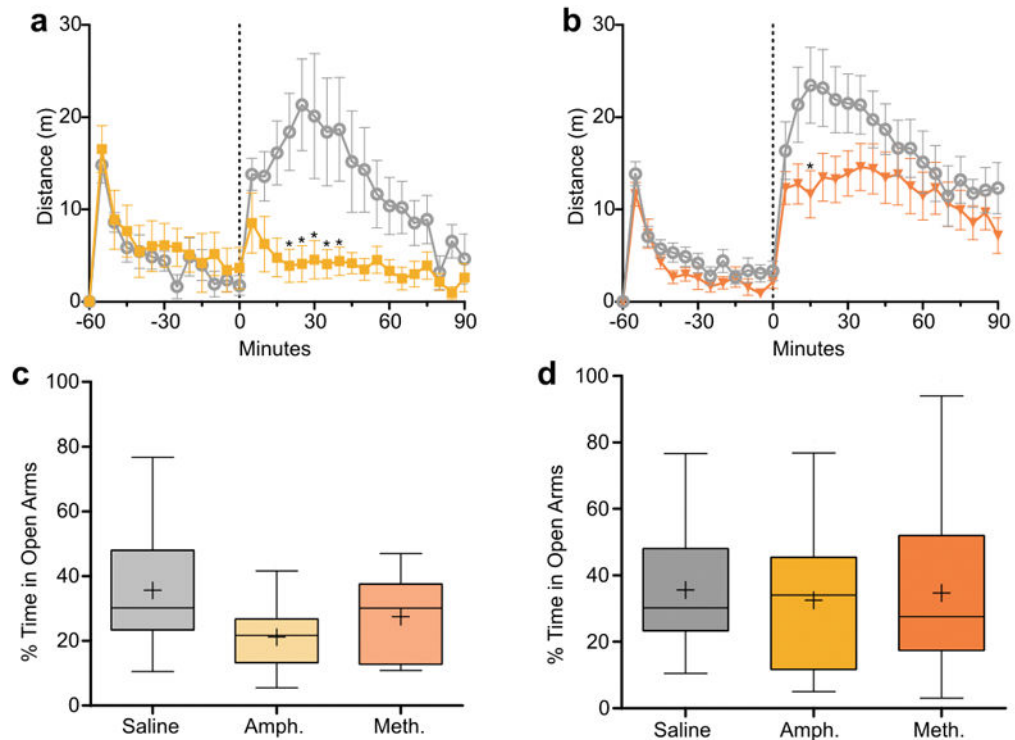 a
30
20
10
0
Distance (m)
-60 -30 0 30 60 90
Minutes
* * * * *
b
30
20
10
0
Distance (m)
-60 -30 0 30 60 90
Minutes
*
c
100
80
60
40
20
0
% Time in Open Arms
Saline Amph. Meth.
d
100
80
60
40
20
0
% Time in Open Arms
Saline Amph. Meth.